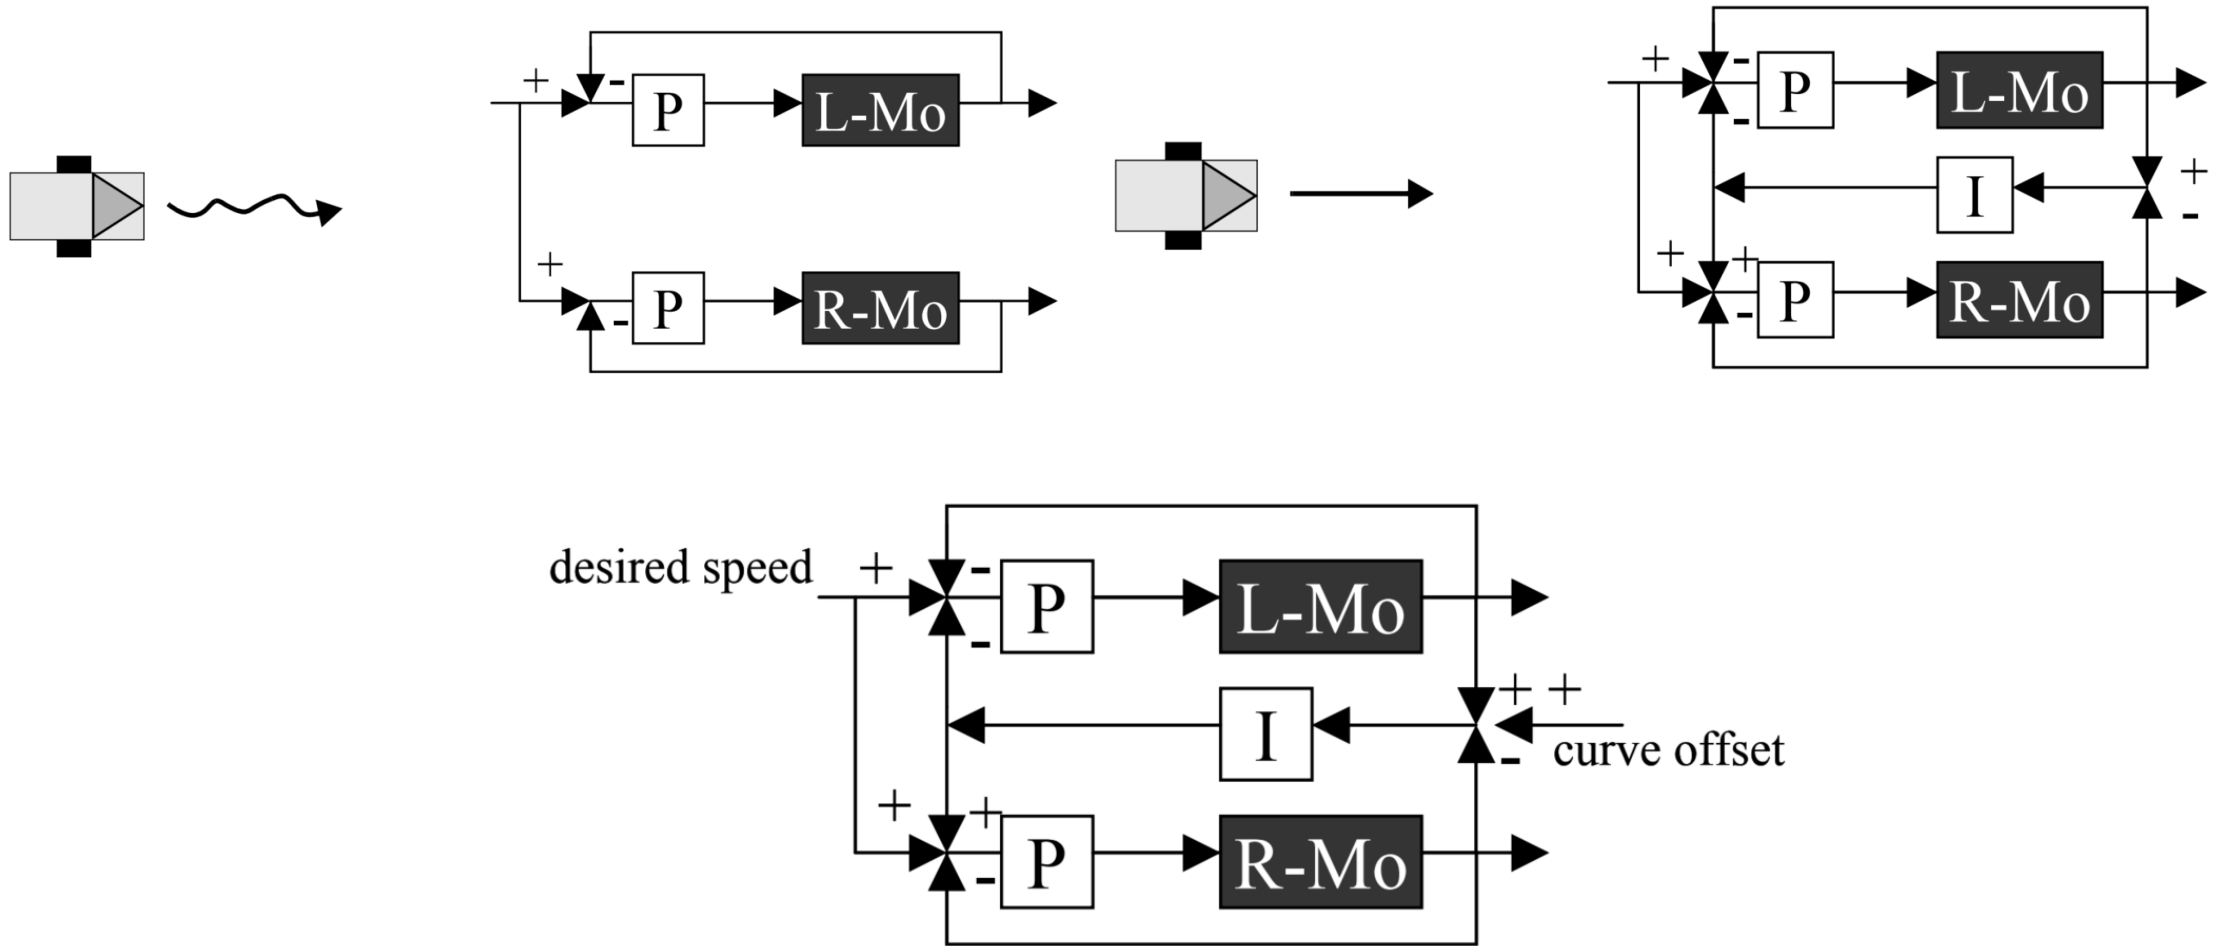 + - P L-Mo
+ - P R-Mo
+ - - P L-Mo
I + -
+ + - P R-Mo
desired speed + - - P L-Mo
I + + - curve offset
+ + - P R-Mo